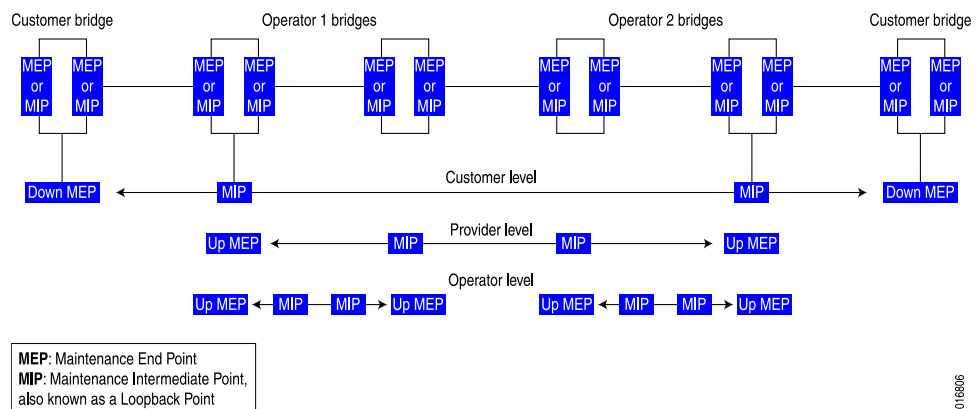 Customer bridge Operator 1 bridges Operator 2 bridges Customer bridge
MEP MEP MEP MEP MEP MEP MEP MEP MEP MEP MEP MEP
or or or or or or or or or or or or
MIP MIP MIP MIP MIP MIP MIP MIP MIP MIP MIP MIP
Customer level
Down MEP MIP MIP Down MEP
Provider level
Up MEP MIP MIP Up MEP
Operator level
Up MEP MIP MIP Up MEP Up MEP MIP MIP Up MEP
MEP: Maintenance End Point
MIP: Maintenance Intermediate Point,
also known as a Loopback Point
016806